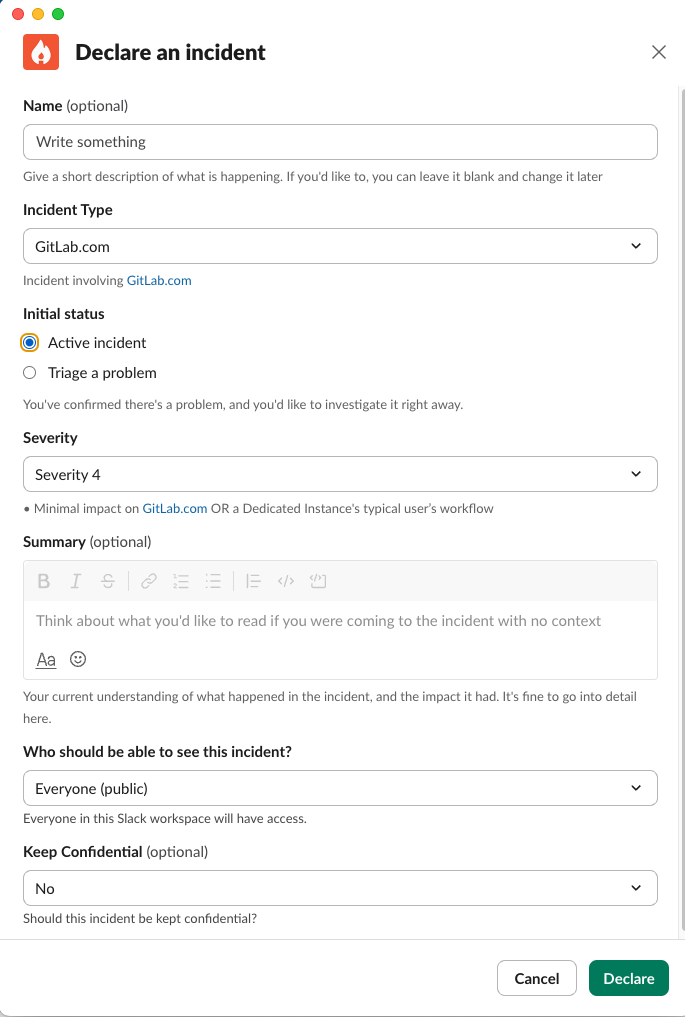 Declare an incident
Name (optional)
Write something
Give a short description of what is happening. If you'd like to, you can leave it blank and change it later
Incident Type
GitLab.com
Incident involving GitLab.com
Initial status
Active incident
Triage a problem
You've confirmed there's a problem, and you'd like to investigate it right away.
Severity
Severity 4
• Minimal impact on GitLab.com OR a Dedicated Instance's typical user’s workflow
Summary (optional)
B I S
Think about what you'd like to read if you were coming to the incident with no context
Aa
Your current understanding of what happened in the incident, and the impact it had. It's fine to go into detail
here.
Who should be able to see this incident?
Everyone (public)
Everyone in this Slack workspace will have access.
Keep Confidential (optional)
No
Should this incident be kept confidential?
Cancel Declare